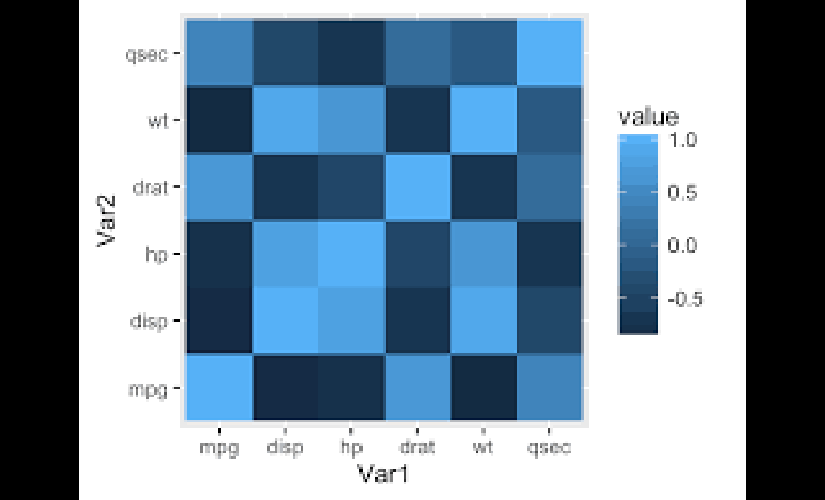 qsec
wt
drat
hp
disp
mpg
Var2
mpg disp hp drat wt qsec
Var1
value
1.0
0.5
0.0
-0.5